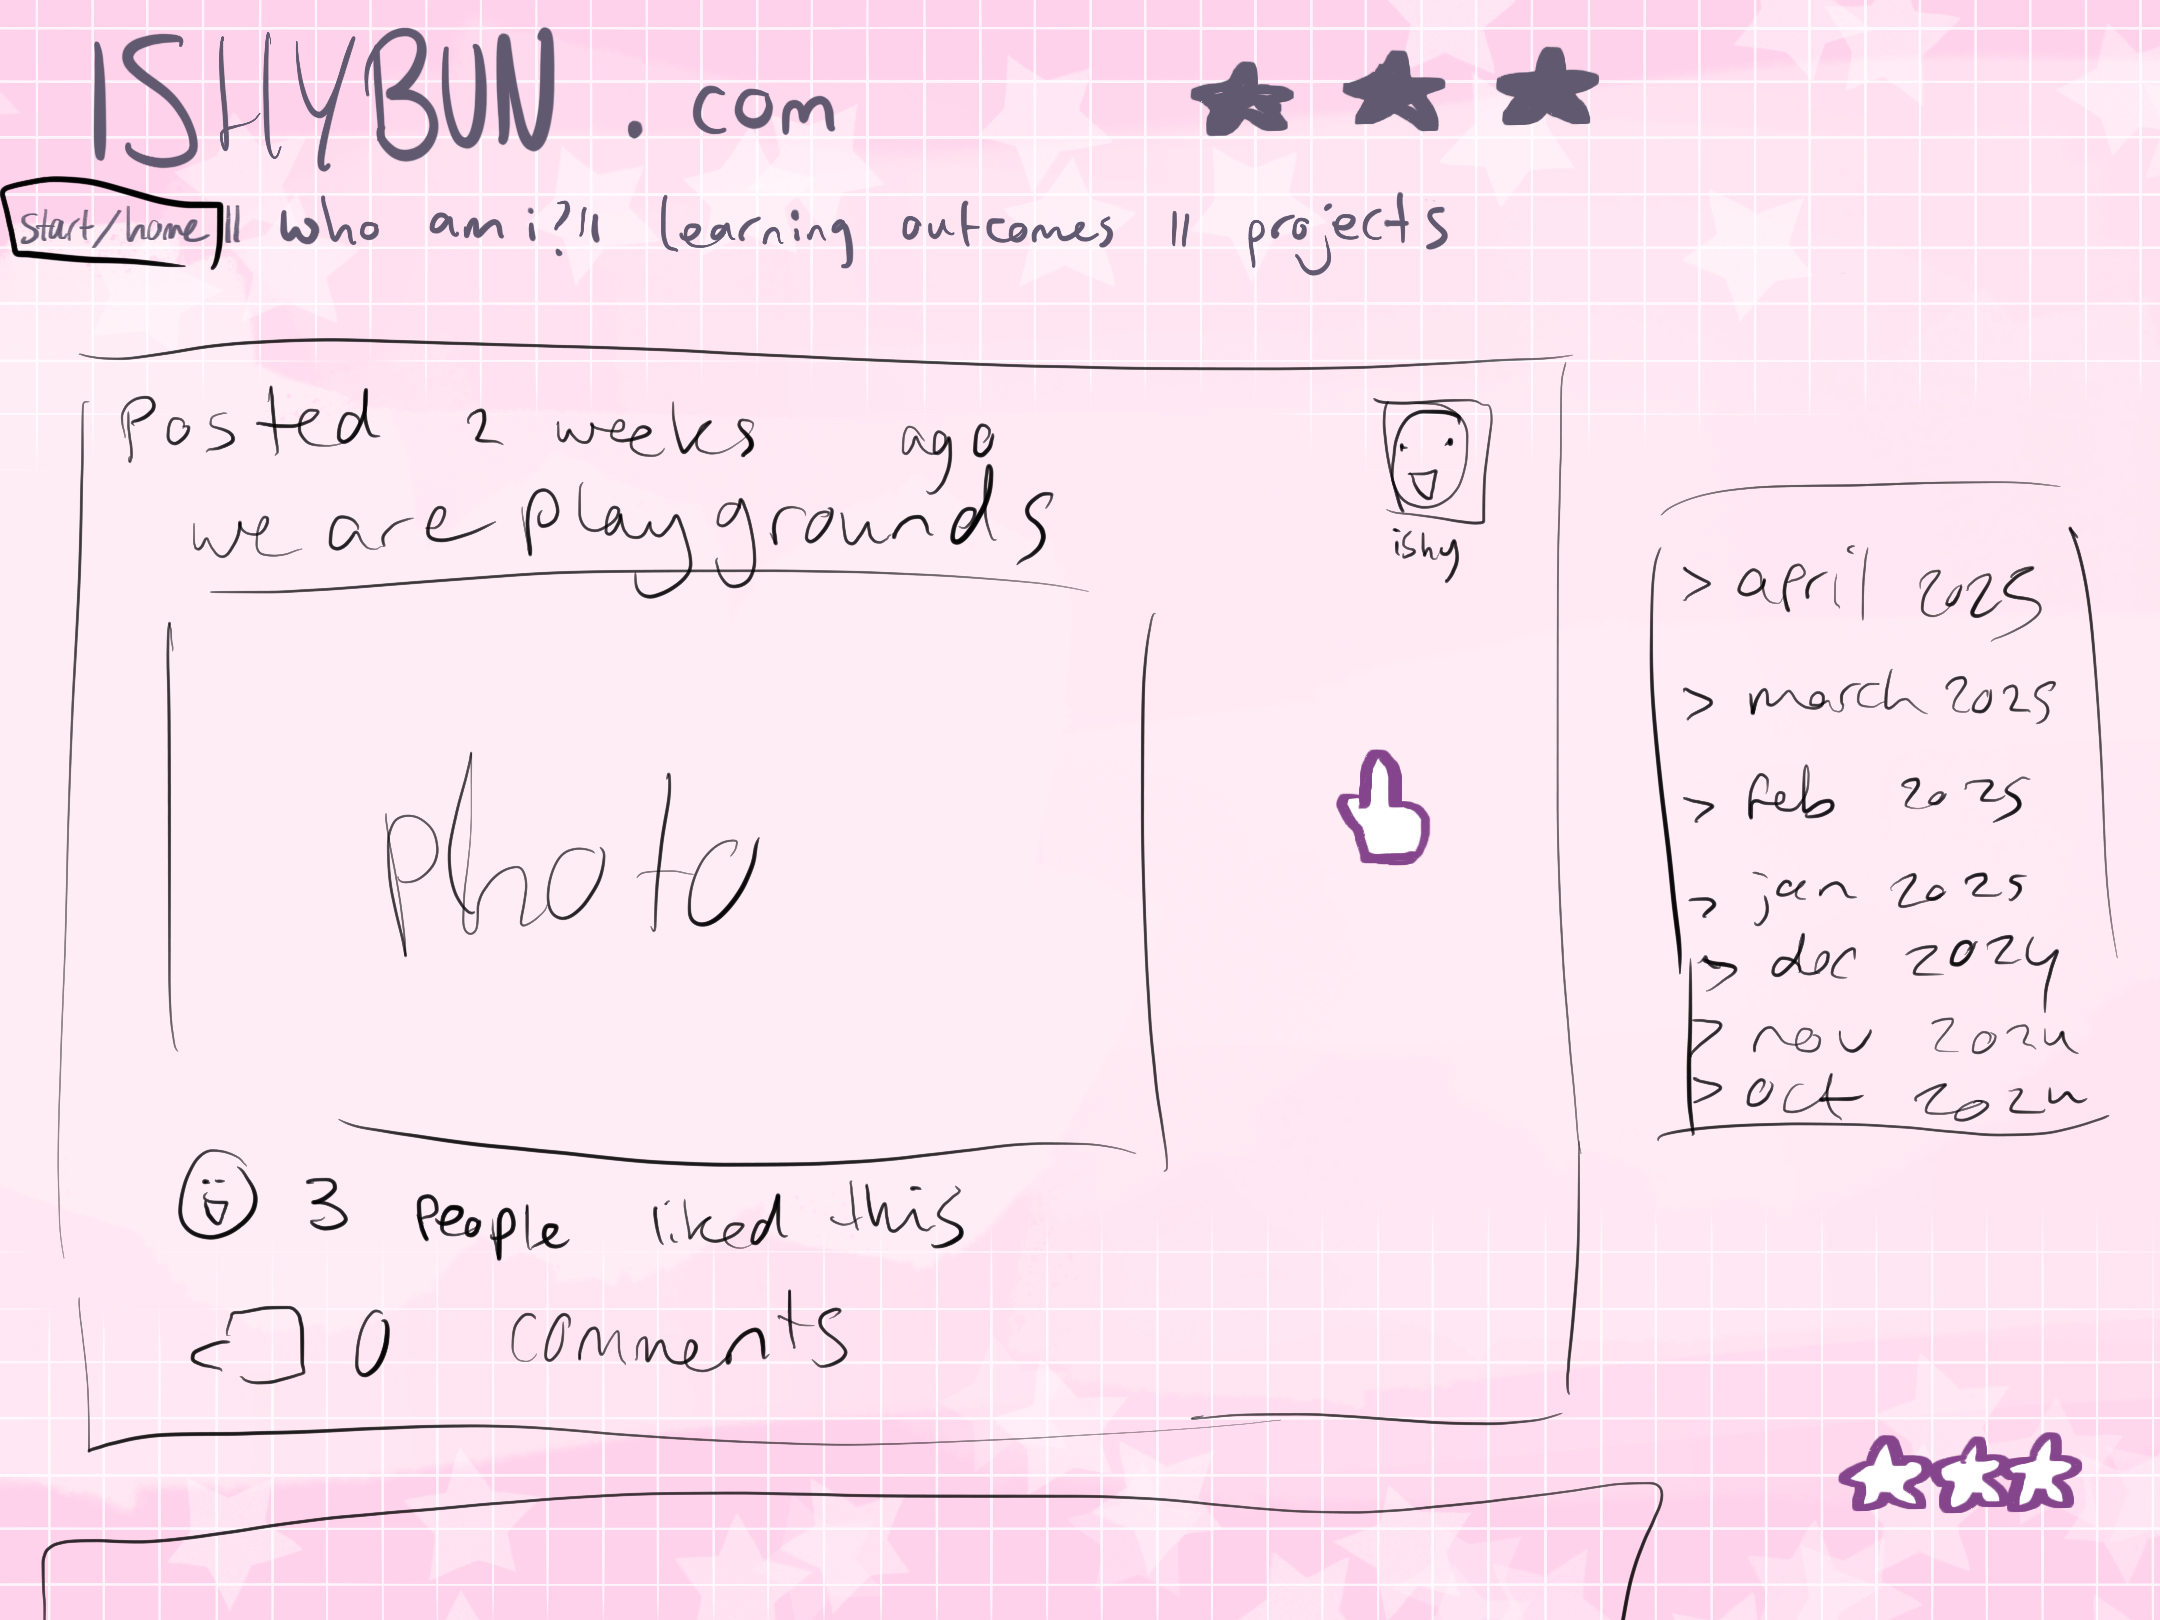 ISHYBUN.com
start/home || who am i? || learning outcomes || projects
Posted 2 weeks ago
we are playgrounds
ishy
photo
3 people liked this
0 comments
> april 2025
> march 2025
> feb 2025
> jan 2025
> dec 2024
> nov 2024
> oct 2024